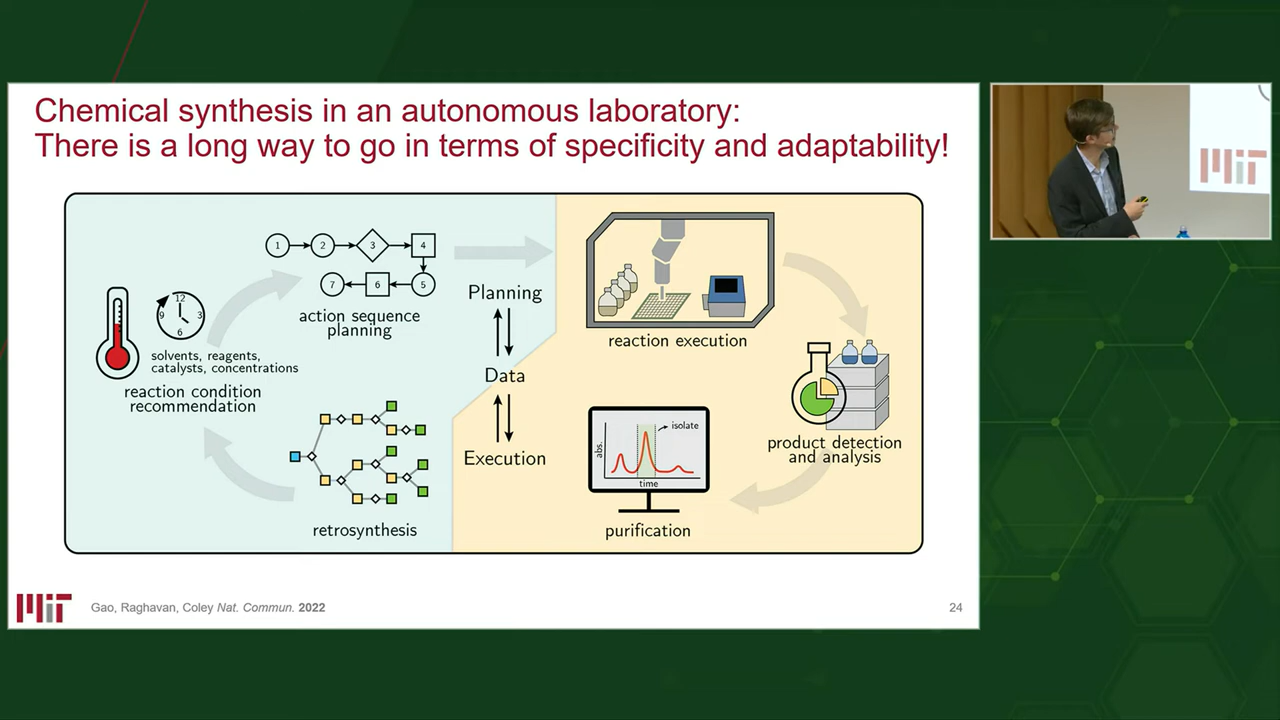 Chemical synthesis in an autonomous laboratory:
There is a long way to go in terms of specificity and adaptability!
1
2
3
4
7
6
5
action sequence
planning
12
9
3
6
solvents, reagents,
catalysts, concentrations
reaction condition
recommendation
retrosynthesis
Planning
Data
Execution
reaction execution
product detection
and analysis
abs.
isolate
time
purification
MIT
Gao, Raghavan, Coley Nat. Commun. 2022
24
MIT